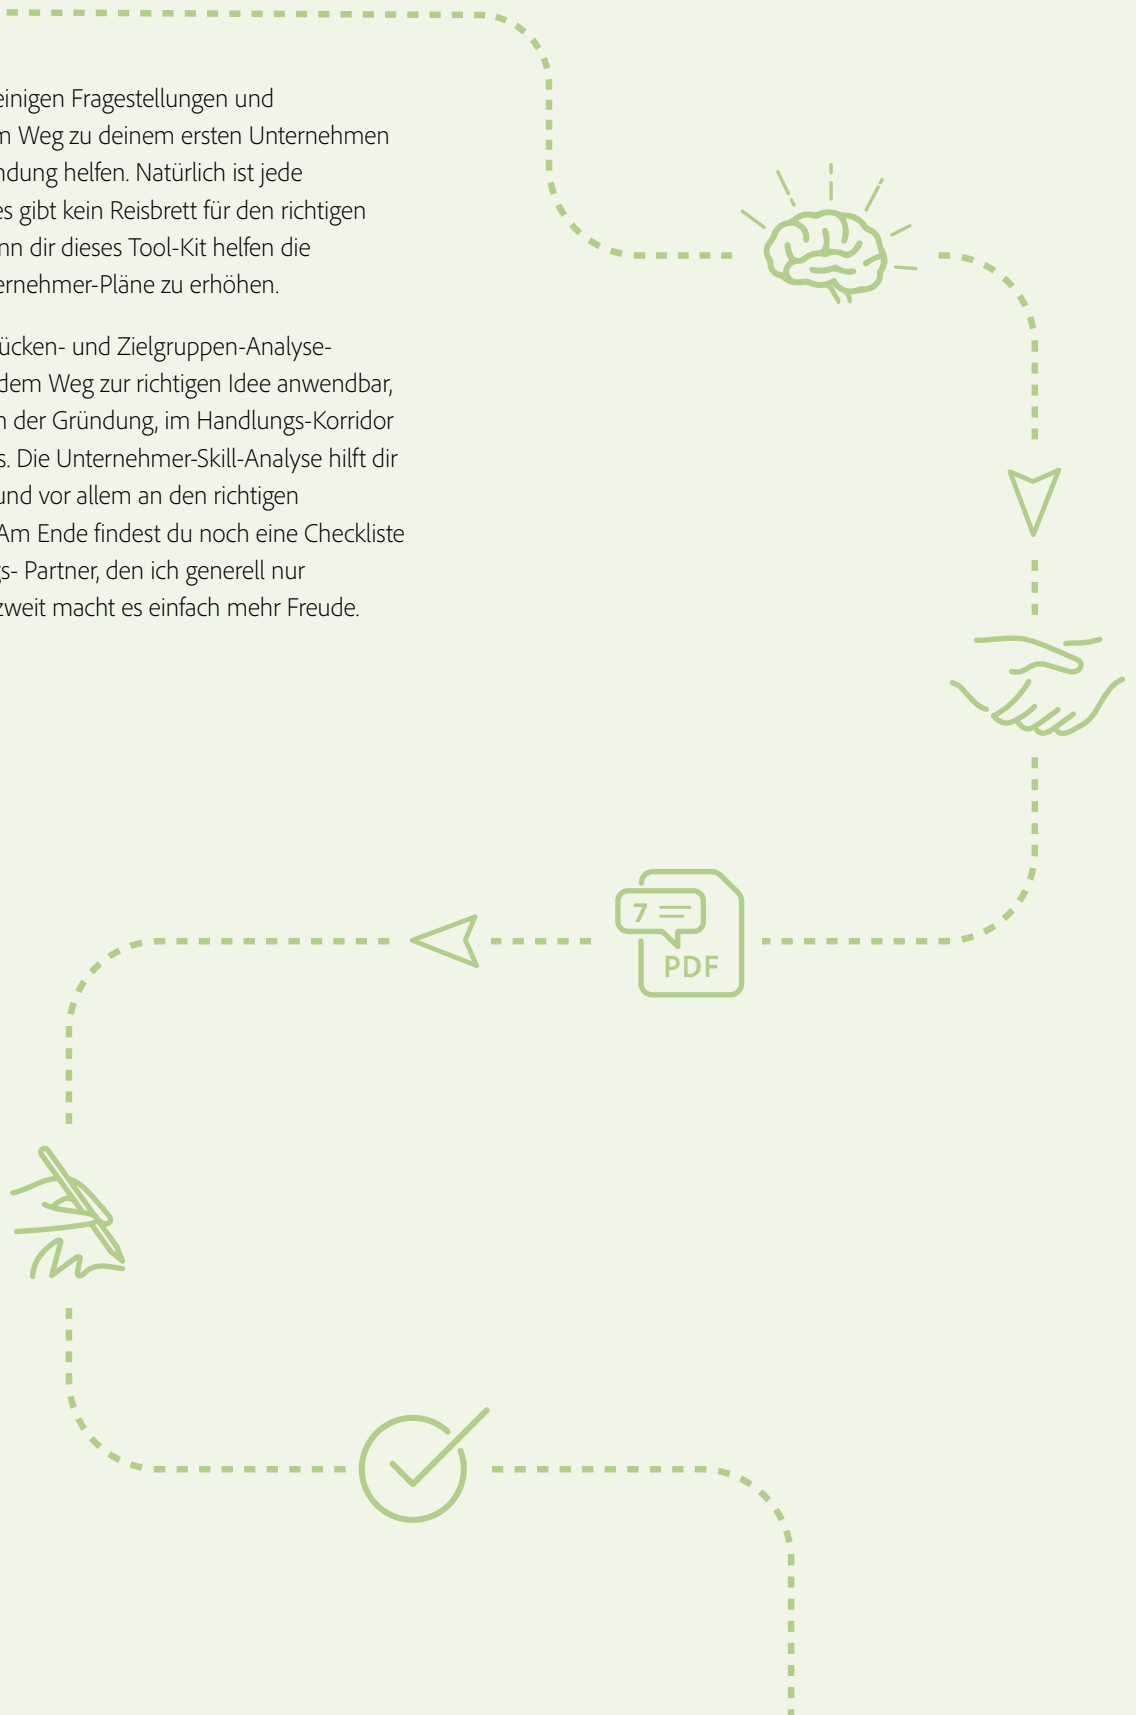 einigen Fragestellungen und
m Weg zu deinem ersten Unternehmen
ndung helfen. Natürlich ist jede
es gibt kein Reisbrett für den richtigen
nn dir dieses Tool-Kit helfen die
ernehmer-Pläne zu erhöhen.
ücken- und Zielgruppen-Analyse-
dem Weg zur richtigen Idee anwendbar,
n der Gründung, im Handlungs-Korridor
s. Die Unternehmer-Skill-Analyse hilft dir
und vor allem an den richtigen
Am Ende findest du noch eine Checkliste
gs- Partner, den ich generell nur
zweit macht es einfach mehr Freude.
7
PDF